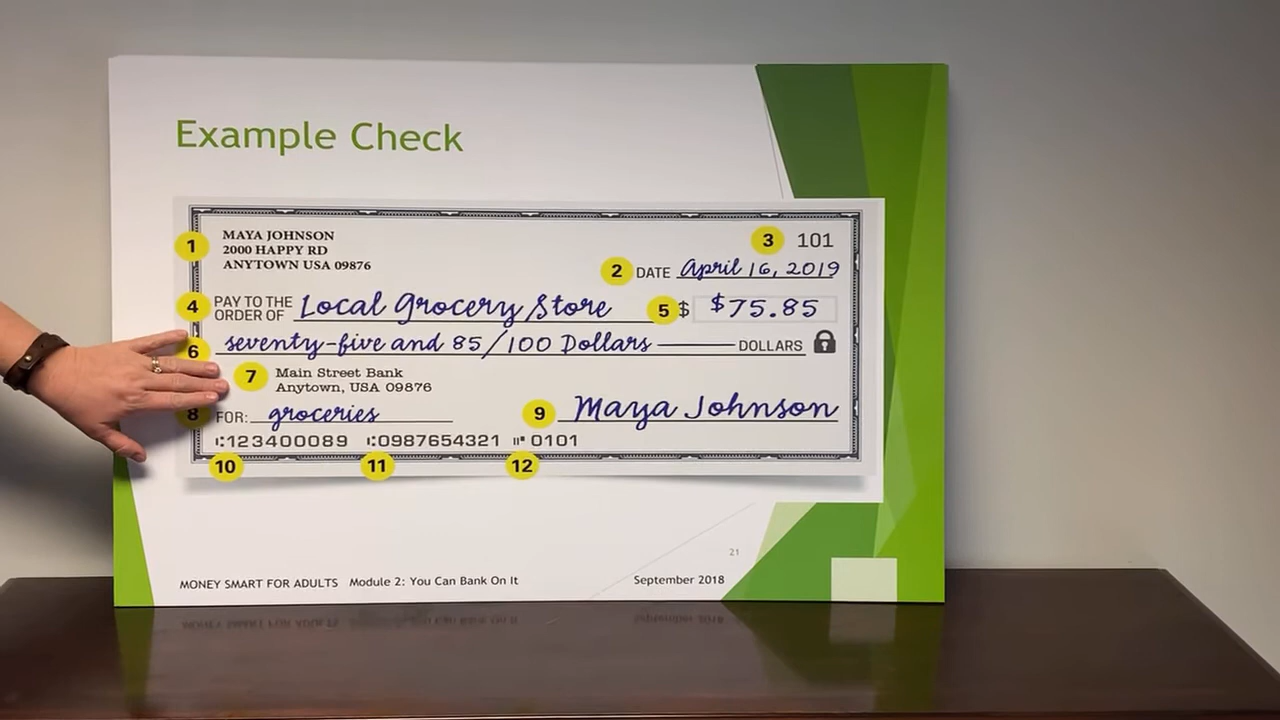 Example Check
1 MAYA JOHNSON
2000 HAPPY RD
ANYTOWN USA 09876
3 101
2 DATE April 16, 2019
4 PAY TO THE ORDER OF Local Grocery Store 5 $ $75.85
6 seventy-five and 85/100 Dollars DOLLARS
7 Main Street Bank
Anytown, USA 09876
8 FOR: groceries 9 Maya Johnson
⑆123400089 ⑆0987654321 ⑈0101
10 11 12
21
MONEY SMART FOR ADULTS Module 2: You Can Bank On It September 2018